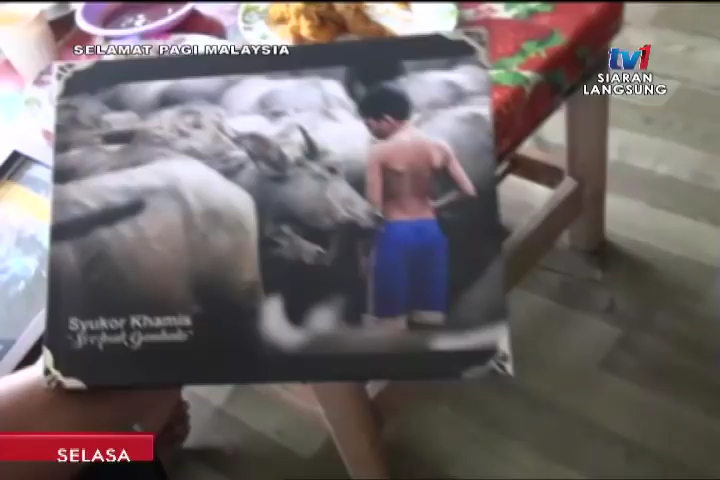 SELAMAT PAGI MALAYSIA
tv1
SIARAN
LANGSUNG
Syukor Khamis
SELASA